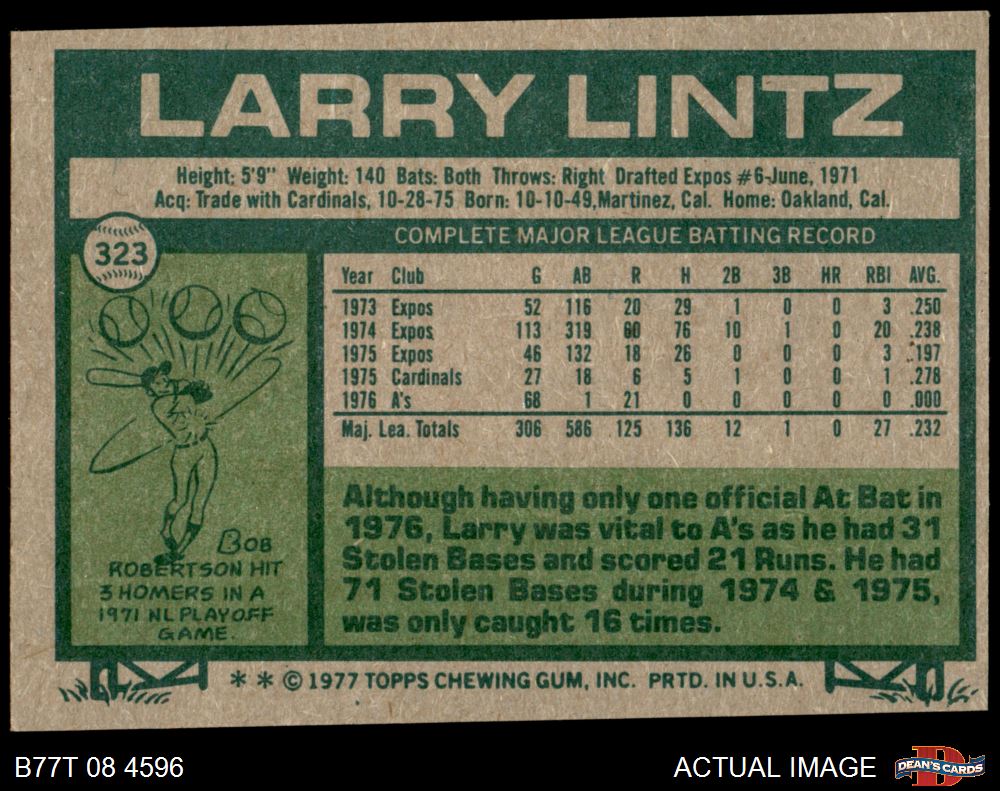 LARRY LINTZ
Height: 5'9" Weight: 140 Bats: Both Throws: Right Drafted Expos #6-June, 1971
Acq: Trade with Cardinals, 10-28-75 Born: 10-10-49, Martinez, Cal. Home: Oakland, Cal.
323
COMPLETE MAJOR LEAGUE BATTING RECORD
Year Club G AB R H 2B 3B HR RBI AVG.
1973 Expos 52 116 20 29 1 0 0 3 .250
1974 Expos 113 319 60 76 10 1 0 20 .238
1975 Expos 46 132 18 26 0 0 0 3 .197
1975 Cardinals 27 18 6 5 1 0 0 1 .278
1976 A's 68 1 21 0 0 0 0 0 .000
Maj. Lea. Totals 306 586 125 136 12 1 0 27 .232
Although having only one official At Bat in
1976, Larry was vital to A's as he had 31
Stolen Bases and scored 21 Runs. He had
71 Stolen Bases during 1974 & 1975,
was only caught 16 times.
BOB
ROBERTSON HIT
3 HOMERS IN A
1971 NL PLAYOFF
GAME.
* * © 1977 TOPPS CHEWING GUM, INC. PRTD. IN U.S.A.
B77T 08 4596
ACTUAL IMAGE
DEAN'S CARDS